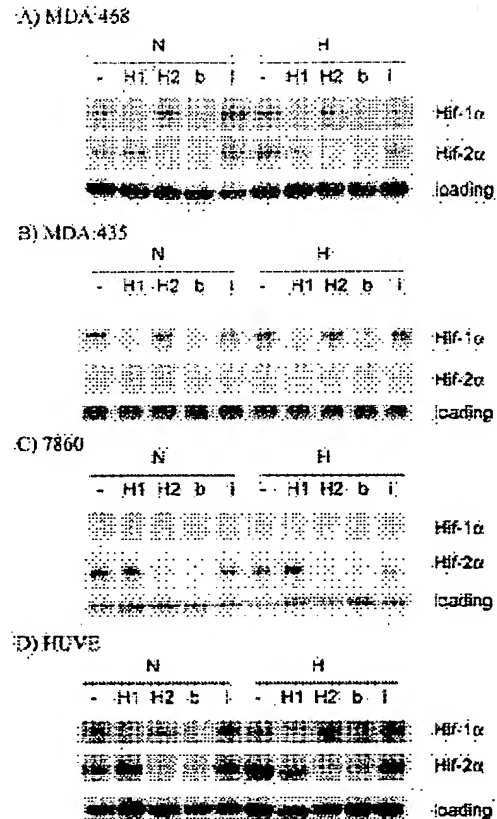 A) MDA 468
N H
- H1 H2 b i - H1 H2 b i
Hif-1α
Hif-2α
loading
B) MDA 435
N H
- H1 H2 b i - H1 H2 b i
Hif-1α
Hif-2α
loading
C) 7860
N H
- H1 H2 b i - H1 H2 b i
Hif-1α
Hif-2α
loading
D) HUVE
N H
- H1 H2 b i - H1 H2 b i
Hif-1α
Hif-2α
loading